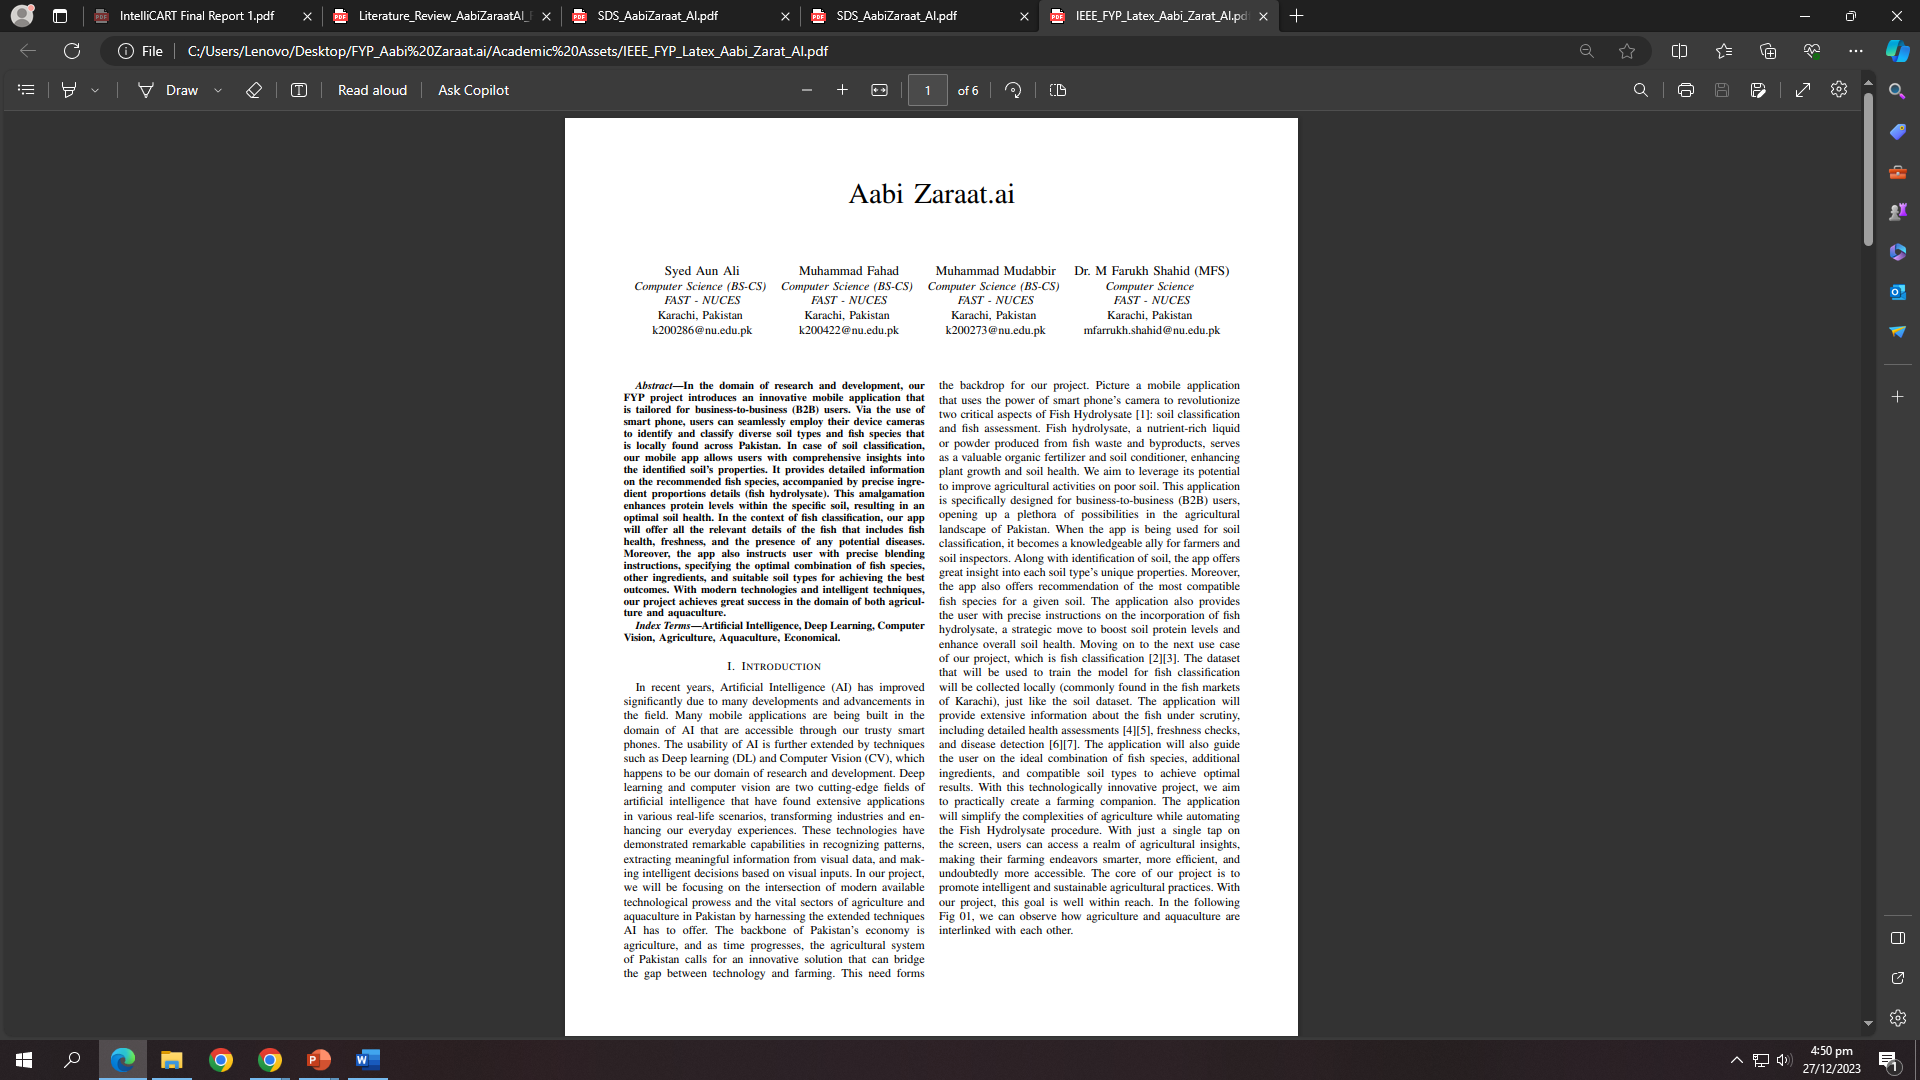 IntelliCART Final Report 1.pdf
Literature_Review_AabiZaraatAI_F
SDS_AabiZaraat_AI.pdf
SDS_AabiZaraat_AI.pdf
IEEE_FYP_Latex_Aabi_Zarat_AI.pdf
File
C:/Users/Lenovo/Desktop/FYP_Aabi%20Zaraat.ai/Academic%20Assets/IEEE_FYP_Latex_Aabi_Zarat_AI.pdf
Draw
Read aloud
Ask Copilot
1 of 6
Aabi Zaraat.ai
Syed Aun Ali
Computer Science (BS-CS)
FAST - NUCES
Karachi, Pakistan
k200286@nu.edu.pk
Muhammad Fahad
Computer Science (BS-CS)
FAST - NUCES
Karachi, Pakistan
k200422@nu.edu.pk
Muhammad Mudabbir
Computer Science (BS-CS)
FAST - NUCES
Karachi, Pakistan
k200273@nu.edu.pk
Dr. M Farukh Shahid (MFS)
Computer Science
FAST - NUCES
Karachi, Pakistan
mfarrukh.shahid@nu.edu.pk
Abstract—In the domain of research and development, our
FYP project introduces an innovative mobile application that
is tailored for business-to-business (B2B) users. Via the use of
smart phone, users can seamlessly employ their device cameras
to identify and classify diverse soil types and fish species that
is locally found across Pakistan. In case of soil classification,
our mobile app allows users with comprehensive insights into
the identified soil's properties. It provides detailed information
on the recommended fish species, accompanied by precise ingre-
dient proportions details (fish hydrolysate). This amalgamation
enhances protein levels within the specific soil, resulting in an
optimal soil health. In the context of fish classification, our app
will offer all the relevant details of the fish that includes fish
health, freshness, and the presence of any potential diseases.
Moreover, the app also instructs user with precise blending
instructions, specifying the optimal combination of fish species,
other ingredients, and suitable soil types for achieving the best
outcomes. With modern technologies and intelligent techniques,
our project achieves great success in the domain of both agricul-
ture and aquaculture.
Index Terms—Artificial Intelligence, Deep Learning, Computer
Vision, Agriculture, Aquaculture, Economical.
I. Introduction
In recent years, Artificial Intelligence (AI) has improved
significantly due to many developments and advancements in
the field. Many mobile applications are being built in the
domain of AI that are accessible through our trusty smart
phones. The usability of AI is further extended by techniques
such as Deep learning (DL) and Computer Vision (CV), which
happens to be our domain of research and development. Deep
learning and computer vision are two cutting-edge fields of
artificial intelligence that have found extensive applications
in various real-life scenarios, transforming industries and en-
hancing our everyday experiences. These technologies have
demonstrated remarkable capabilities in recognizing patterns,
extracting meaningful information from visual data, and mak-
ing intelligent decisions based on visual inputs. In our project,
we will be focusing on the intersection of modern available
technological prowess and the vital sectors of agriculture and
aquaculture in Pakistan by harnessing the extended techniques
AI has to offer. The backbone of Pakistan's economy is
agriculture, and as time progresses, the agricultural system
of Pakistan calls for an innovative solution that can bridge
the gap between technology and farming. This need forms
the backdrop for our project. Picture a mobile application
that uses the power of smart phone's camera to revolutionize
two critical aspects of Fish Hydrolysate [1]: soil classification
and fish assessment. Fish hydrolysate, a nutrient-rich liquid
or powder produced from fish waste and byproducts, serves
as a valuable organic fertilizer and soil conditioner, enhancing
plant growth and soil health. We aim to leverage its potential
to improve agricultural activities on poor soil. This application
is specifically designed for business-to-business (B2B) users,
opening up a plethora of possibilities in the agricultural
landscape of Pakistan. When the app is being used for soil
classification, it becomes a knowledgeable ally for farmers and
soil inspectors. Along with identification of soil, the app offers
great insight into each soil type's unique properties. Moreover,
the app also offers recommendation of the most compatible
fish species for a given soil. The application also provides
the user with precise instructions on the incorporation of fish
hydrolysate, a strategic move to boost soil protein levels and
enhance overall soil health. Moving on to the next use case
of our project, which is fish classification [2][3]. The dataset
that will be used to train the model for fish classification
will be collected locally (commonly found in the fish markets
of Karachi), just like the soil dataset. The application will
provide extensive information about the fish under scrutiny,
including detailed health assessments [4][5], freshness checks,
and disease detection [6][7]. The application will also guide
the user on the ideal combination of fish species, additional
ingredients, and compatible soil types to achieve optimal
results. With this technologically innovative project, we aim
to practically create a farming companion. The application
will simplify the complexities of agriculture while automating
the Fish Hydrolysate procedure. With just a single tap on
the screen, users can access a realm of agricultural insights,
making their farming endeavors smarter, more efficient, and
undoubtedly more accessible. The core of our project is to
promote intelligent and sustainable agricultural practices. With
our project, this goal is well within reach. In the following
Fig 01, we can observe how agriculture and aquaculture are
interlinked with each other.
4:50 pm
27/12/2023
1